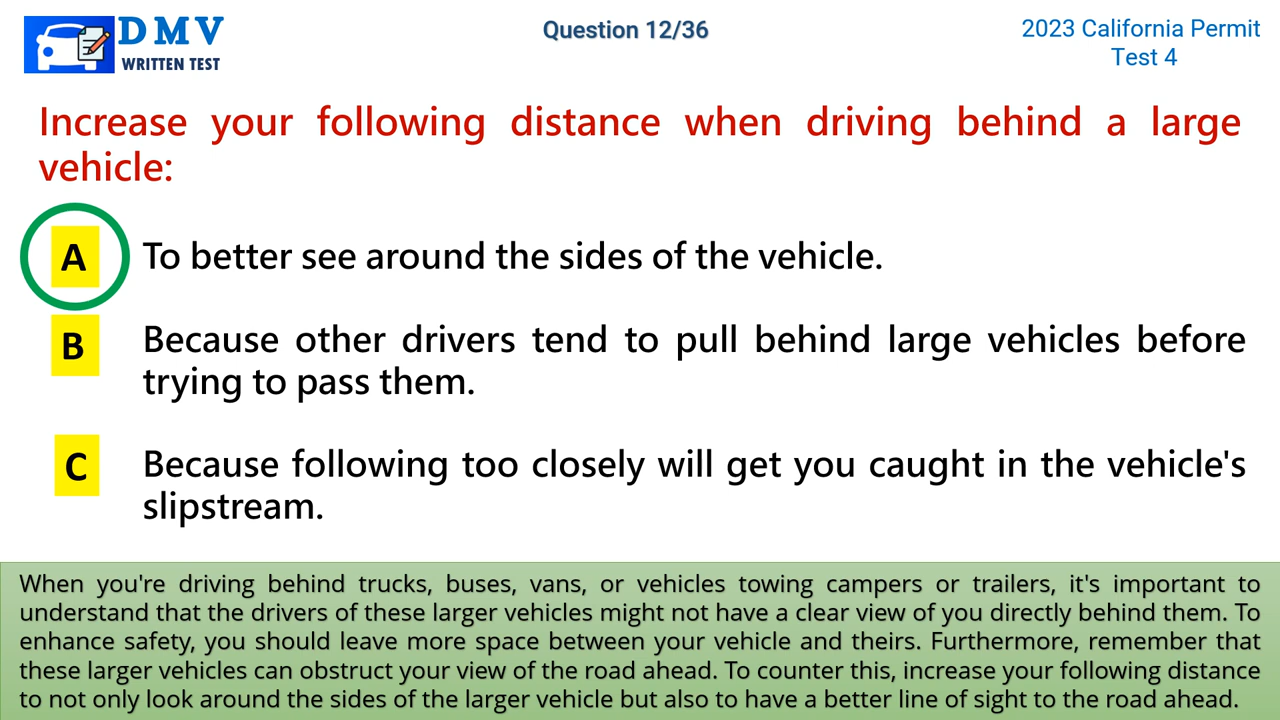 DMV
WRITTEN TEST
Question 12/36
2023 California Permit
Test 4
Increase your following distance when driving behind a large
vehicle:
A
To better see around the sides of the vehicle.
B
Because other drivers tend to pull behind large vehicles before
trying to pass them.
C
Because following too closely will get you caught in the vehicle's
slipstream.
When you're driving behind trucks, buses, vans, or vehicles towing campers or trailers, it's important to
understand that the drivers of these larger vehicles might not have a clear view of you directly behind them. To
enhance safety, you should leave more space between your vehicle and theirs. Furthermore, remember that
these larger vehicles can obstruct your view of the road ahead. To counter this, increase your following distance
to not only look around the sides of the larger vehicle but also to have a better line of sight to the road ahead.